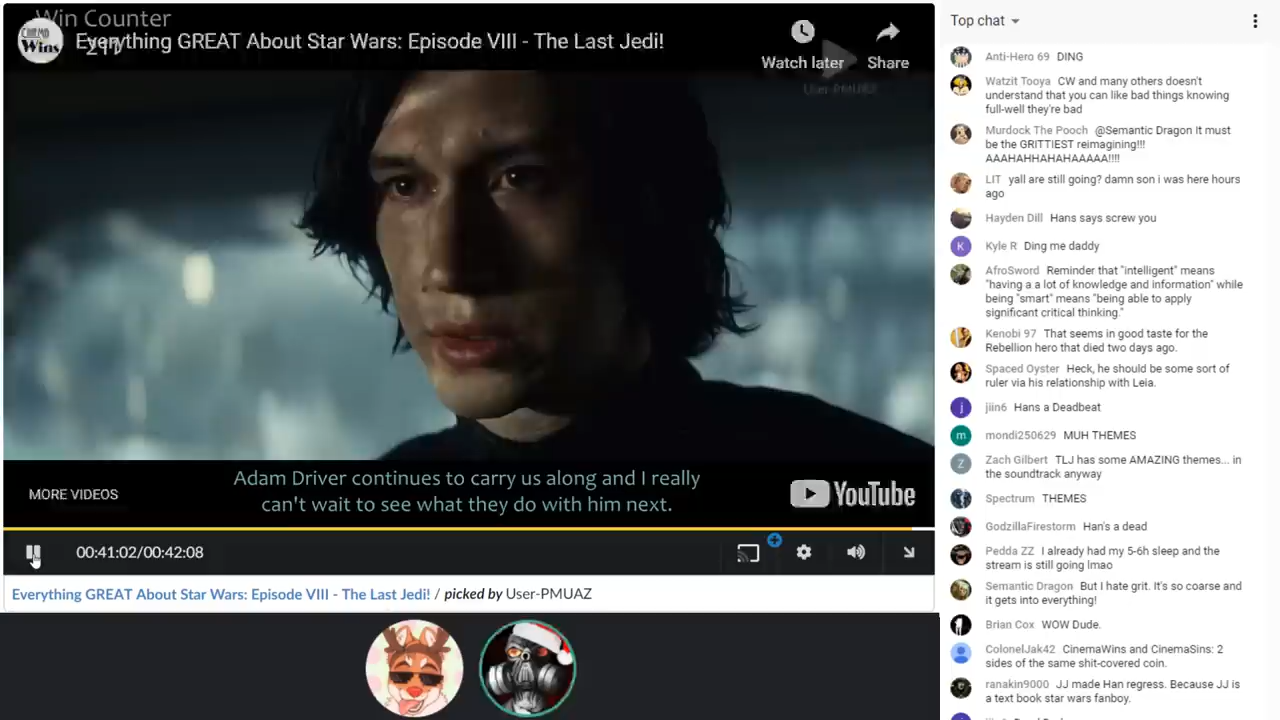 Win Counter
CINEMA
Wins
Everything GREAT About Star Wars: Episode VIII - The Last Jedi!
Watch later
Share
User-PMUAZ
Adam Driver continues to carry us along and I really
can't wait to see what they do with him next.
MORE VIDEOS
YouTube
00:41:02/00:42:08
Everything GREAT About Star Wars: Episode VIII - The Last Jedi! / picked by User-PMUAZ
Top chat
Anti-Hero 69 DING
Watzit Tooya CW and many others doesn't
understand that you can like bad things knowing
full-well they're bad
Murdock The Pooch @Semantic Dragon It must
be the GRITTIEST reimagining!!!
AAAHAHHAHAHAAAAA!!!!
LIT yall are still going? damn son i was here hours
ago
Hayden Dill Hans says screw you
K
Kyle R Ding me daddy
AfroSword Reminder that "intelligent" means
"having a a lot of knowledge and information" while
being "smart" means "being able to apply
significant critical thinking."
Kenobi 97 That seems in good taste for the
Rebellion hero that died two days ago.
Spaced Oyster Heck, he should be some sort of
ruler via his relationship with Leia.
j
jiin6 Hans a Deadbeat
m
mondi250629 MUH THEMES
Z
Zach Gilbert TLJ has some AMAZING themes... in
the soundtrack anyway
Spectrum THEMES
GodzillaFirestorm Han's a dead
Pedda ZZ I already had my 5-6h sleep and the
stream is still going lmao
Semantic Dragon But I hate grit. It's so coarse and
it gets into everything!
Brian Cox WOW Dude.
ColonelJak42 CinemaWins and CinemaSins: 2
sides of the same shit-covered coin.
ranakin9000 JJ made Han regress. Because JJ is
a text book star wars fanboy.